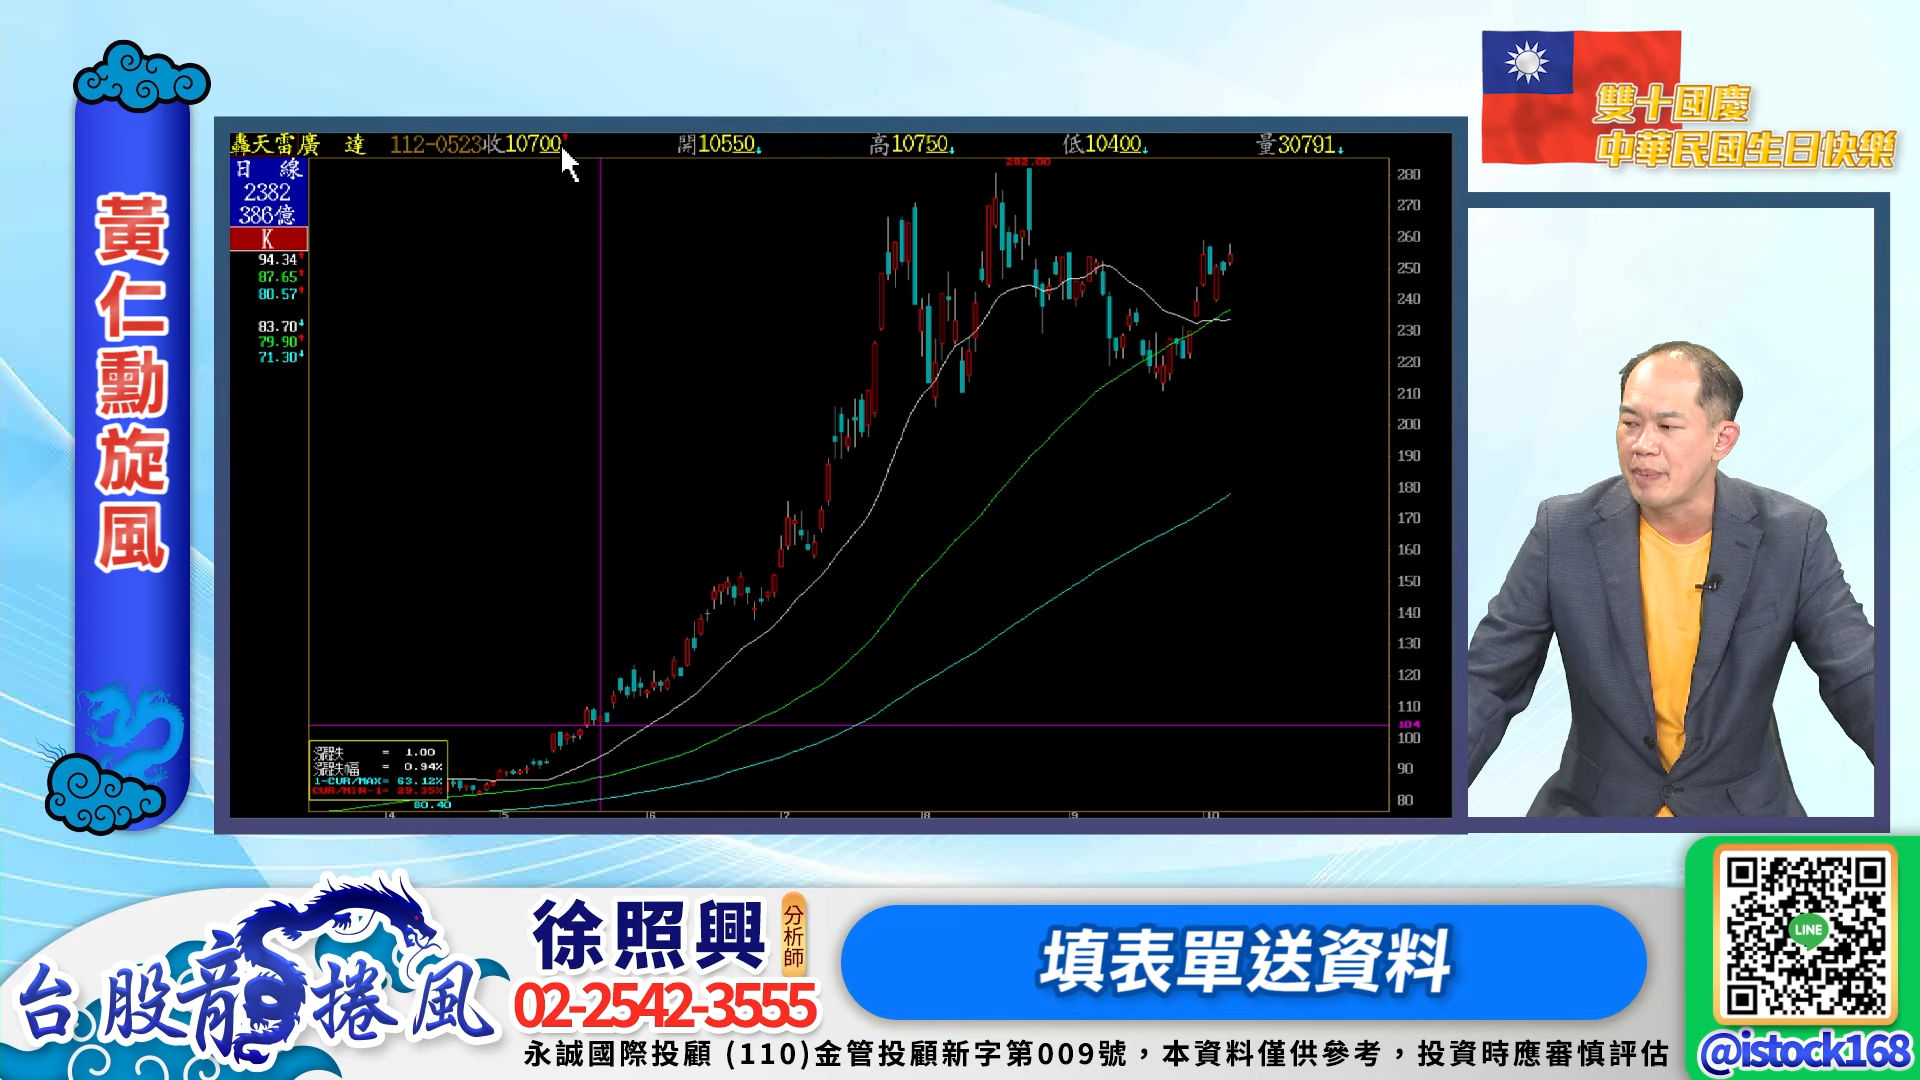 雙十國慶
中華民國生日快樂
黃仁勳旋風
轟天雷廣 達 112-0523收10700↑ 開10550↓ 高10750↓ 低10400↓ 量30791↓
日 線
2382
386億
K
94.34↑
87.65↑
80.57↑
83.70↓
79.90↑
71.30↓
282.00
280
270
260
250
240
230
220
210
200
190
180
170
160
150
140
130
120
110
104
100
90
80
漲跌 = 1.00
漲跌幅 = 0.94%
1-CUR/MAX= 63.12%
CUR/MIN-1= 29.35%
80.40
4 5 6 7 8 9 10
台股龍捲風
徐照興
分析師
02-2542-3555
填表單送資料
LINE
@istock168
永誠國際投顧 (110)金管投顧新字第009號，本資料僅供參考，投資時應審慎評估